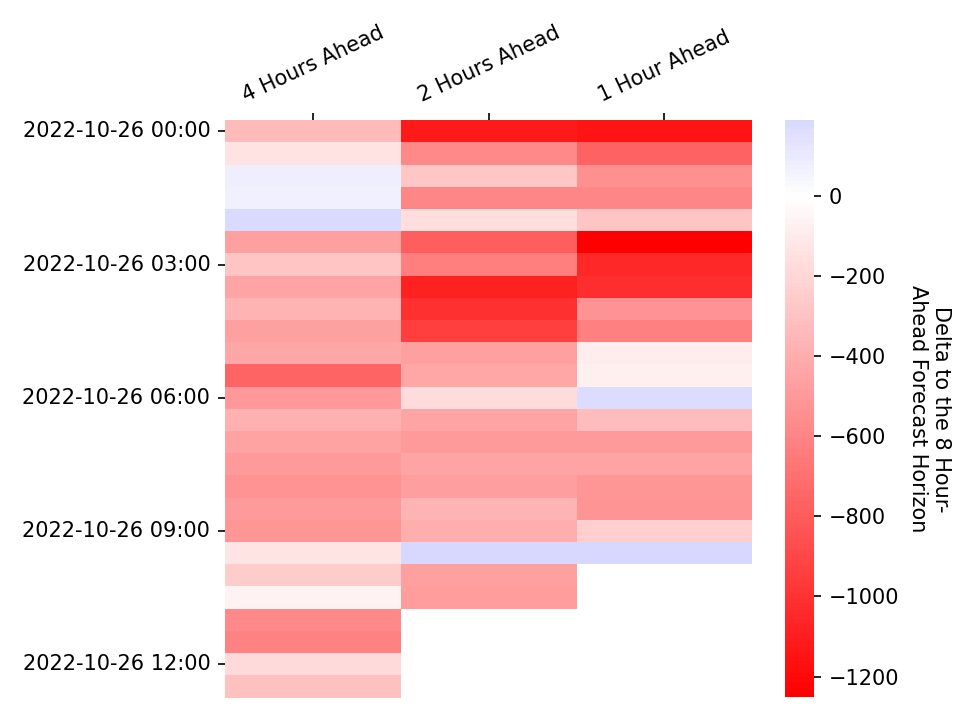 4 Hours Ahead
2 Hours Ahead
1 Hour Ahead
2022-10-26 00:00
2022-10-26 03:00
2022-10-26 06:00
2022-10-26 09:00
2022-10-26 12:00
0
−200
−400
−600
−800
−1000
−1200
Delta to the 8 Hour-
Ahead Forecast Horizon